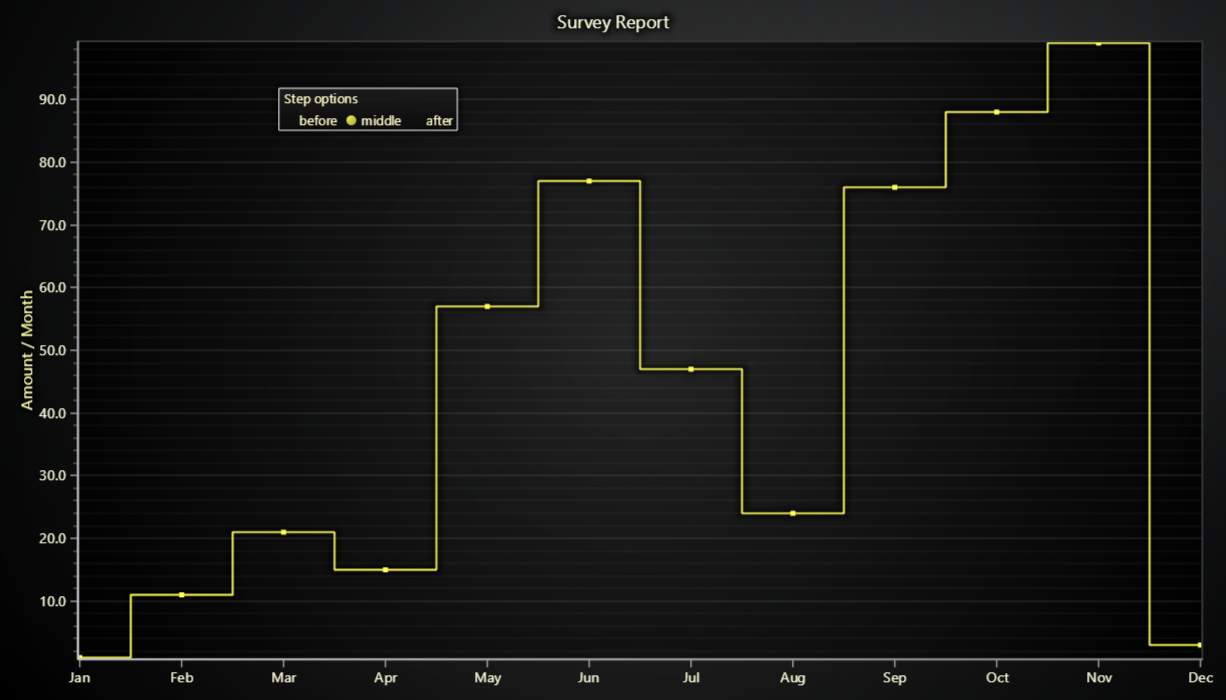 Survey Report
Step options
before middle after
Amount / Month
90.0
80.0
70.0
60.0
50.0
40.0
30.0
20.0
10.0
Jan Feb Mar Apr May Jun Jul Aug Sep Oct Nov Dec